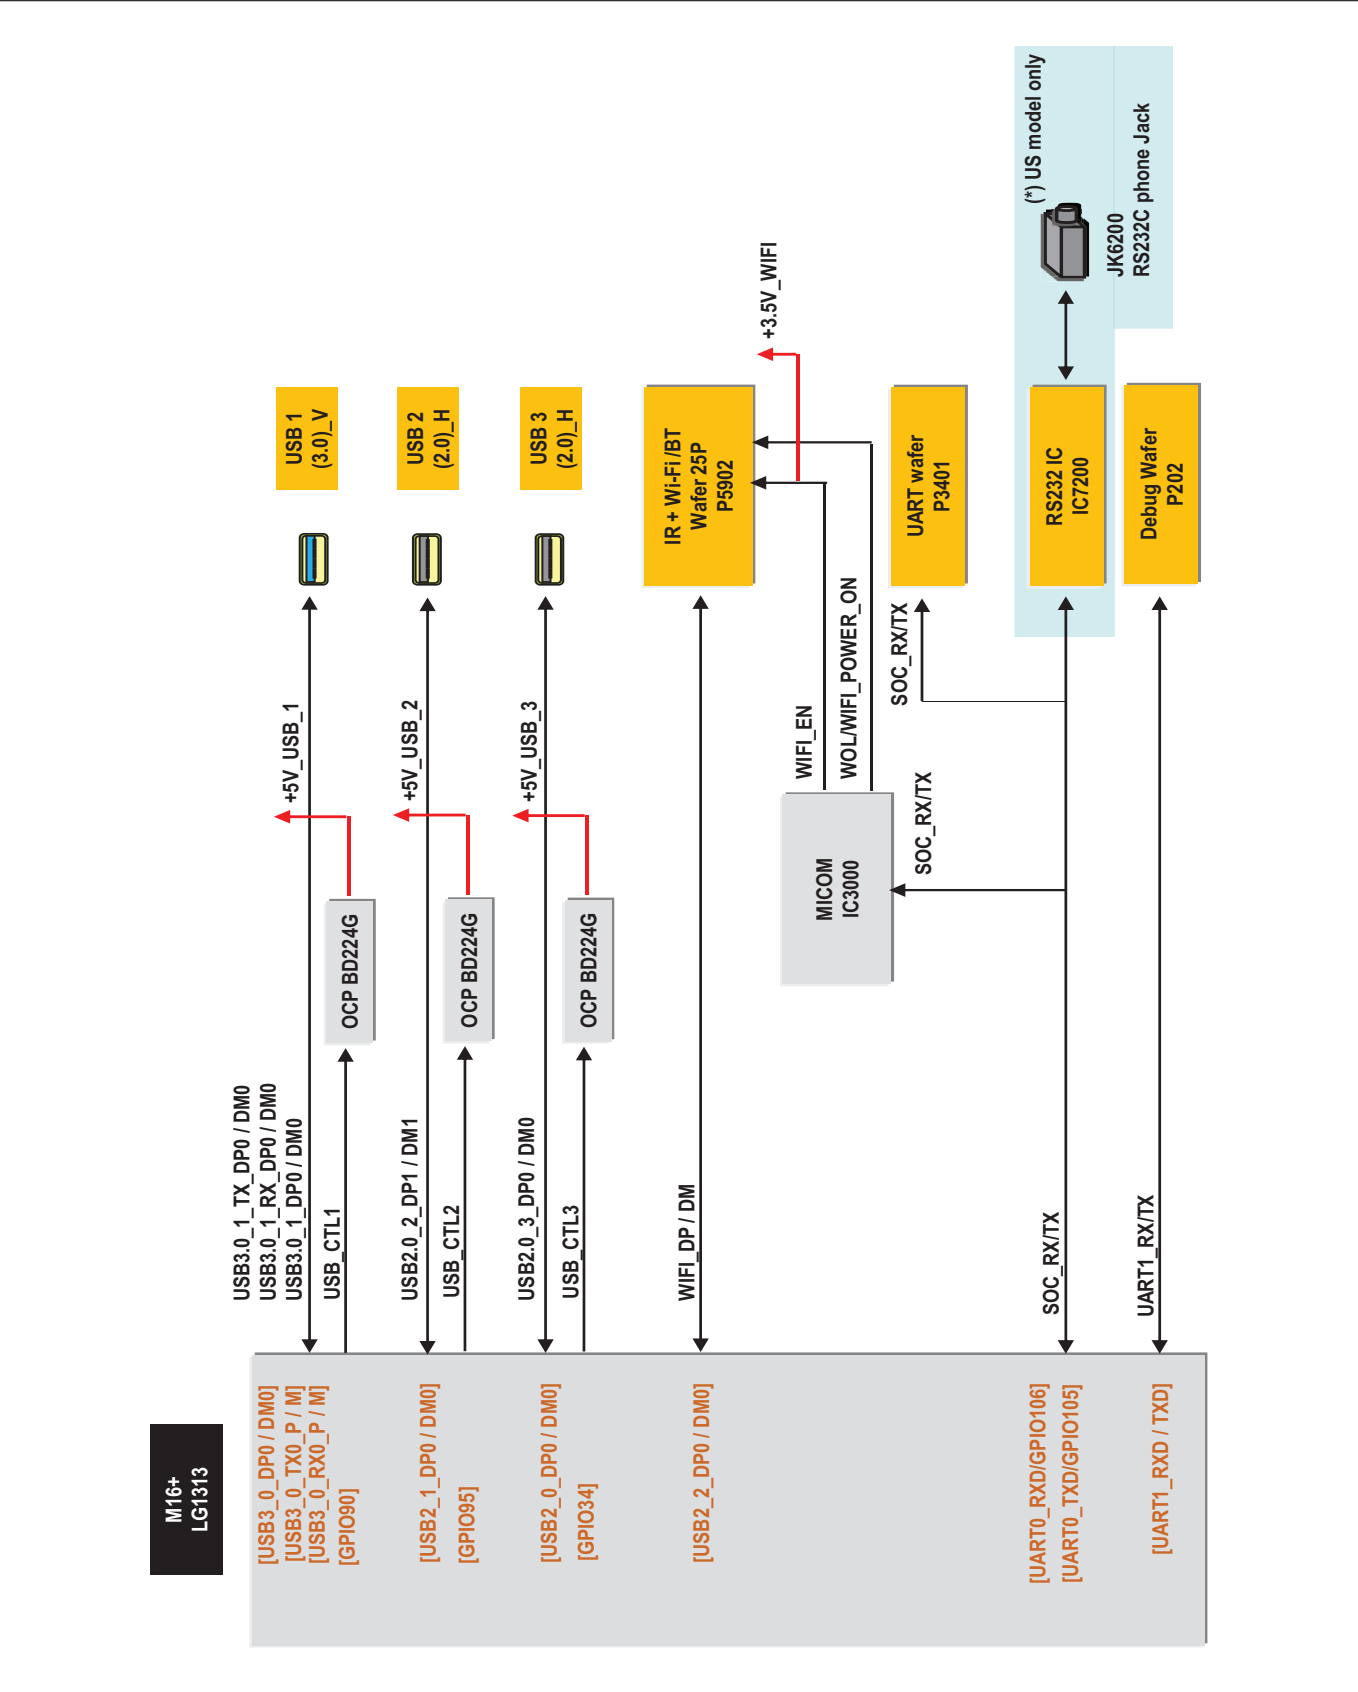 M16+
LG1313
[USB3_0_DP0 / DM0]
[USB3_0_TX0_P / M]
[USB3_0_RX0_P / M]
[GPIO90]
USB3.0_1_TX_DP0 / DM0
USB3.0_1_RX_DP0 / DM0
USB3.0_1_DP0 / DM0
USB_CTL1
OCP BD224G
+5V_USB_1
USB 1
(3.0)_V
[USB2_1_DP0 / DM0]
[GPIO95]
USB2.0_2_DP1 / DM1
USB_CTL2
OCP BD224G
+5V_USB_2
USB 2
(2.0)_H
[USB2_0_DP0 / DM0]
[GPIO34]
USB2.0_3_DP0 / DM0
USB_CTL3
OCP BD224G
+5V_USB_3
USB 3
(2.0)_H
[USB2_2_DP0 / DM0]
WIFI_DP / DM
IR + Wi-Fi /BT
Wafer 25P
P5902
+3.5V_WIFI
WIFI_EN
WOL/WIFI_POWER_ON
MICOM
IC3000
SOC_RX/TX
SOC_RX/TX
UART wafer
P3401
[UART0_RXD/GPIO106]
[UART0_TXD/GPIO105]
SOC_RX/TX
RS232 IC
IC7200
(*) US model only
JK6200
RS232C phone Jack
[UART1_RXD / TXD]
UART1_RX/TX
Debug Wafer
P202